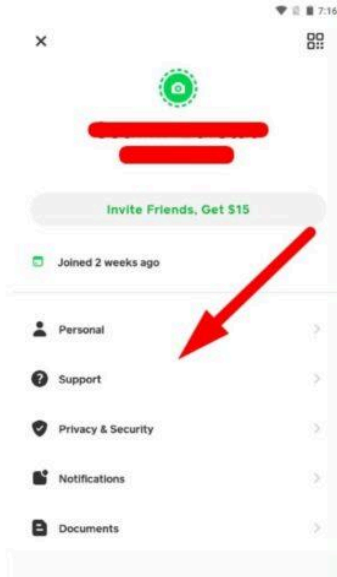 7:16
Invite Friends, Get $15
Joined 2 weeks ago
Personal
Support
Privacy & Security
Notifications
Documents